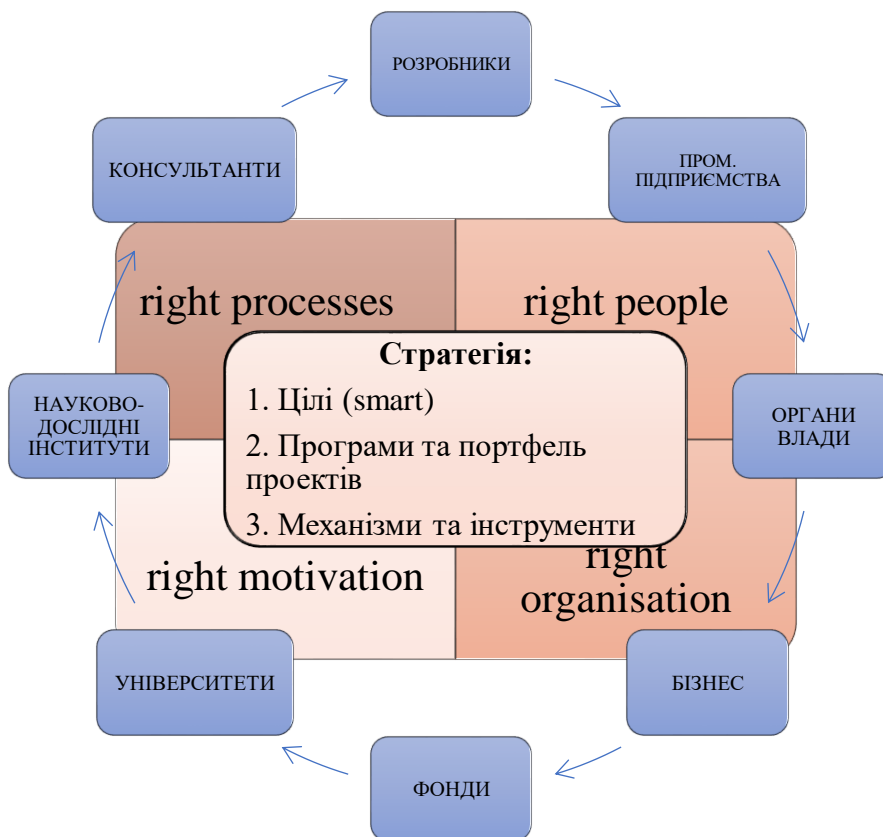 РОЗРОБНИКИ
КОНСУЛЬТАНТИ
ПРОМ.
ПІДПРИЄМСТВА
right processes
right people
Стратегія:
1. Цілі (smart)
2. Програми та портфель
проектів
3. Механізми та інструменти
НАУКОВО-
ДОСЛІДНІ
ІНСТИТУТИ
ОРГАНИ
ВЛАДИ
right motivation
right
organisation
УНІВЕРСИТЕТИ
БІЗНЕС
ФОНДИ